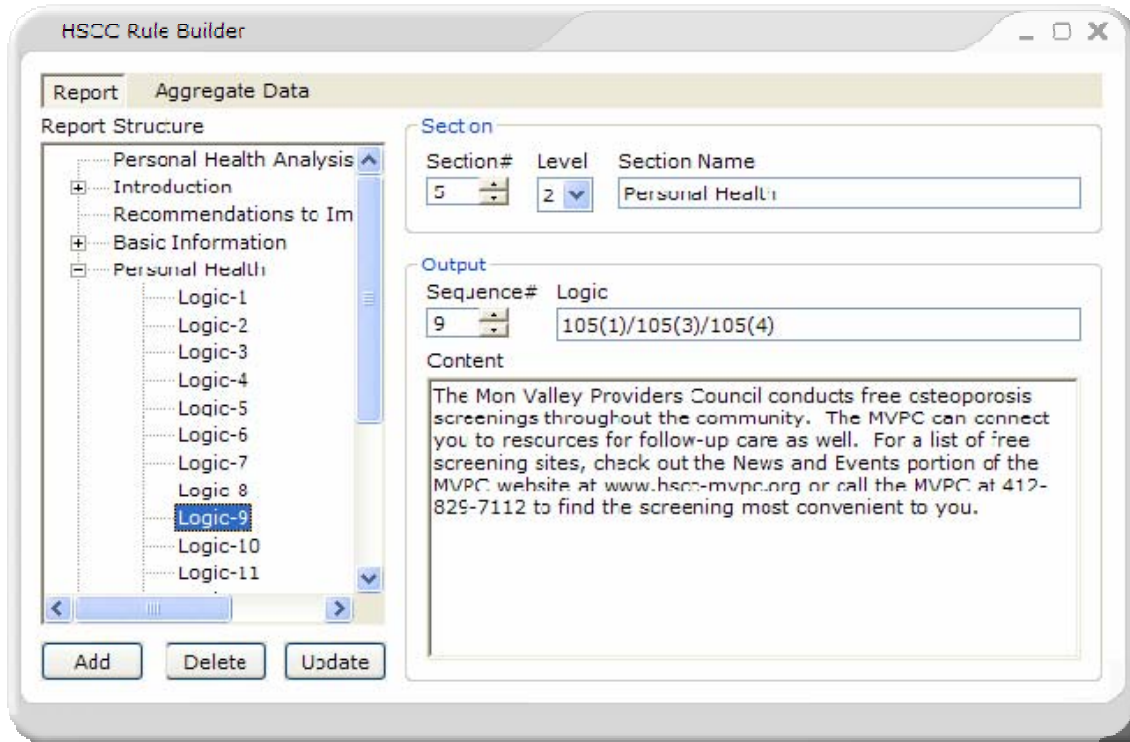 HSCC Rule Builder
Report Aggregate Data
Report Structure
Personal Health Analysis
Introduction
Recommendations to Im
Basic Information
Personal Health
Logic-1
Logic-2
Logic-3
Logic-4
Logic-5
Logic-6
Logic-7
Logic 8
Logic-9
Logic-10
Logic-11
Add Delete Update
Section
Section# Level Section Name
5 2 Personal Health
Output
Sequence# Logic
9 105(1)/105(3)/105(4)
Content
The Mon Valley Providers Council conducts free osteoporosis
screenings throughout the community. The MVPC can connect
you to resources for follow-up care as well. For a list of free
screening sites, check out the News and Events portion of the
MVPC website at www.hscc-mvpc.org or call the MVPC at 412-
829-7112 to find the screening most convenient to you.